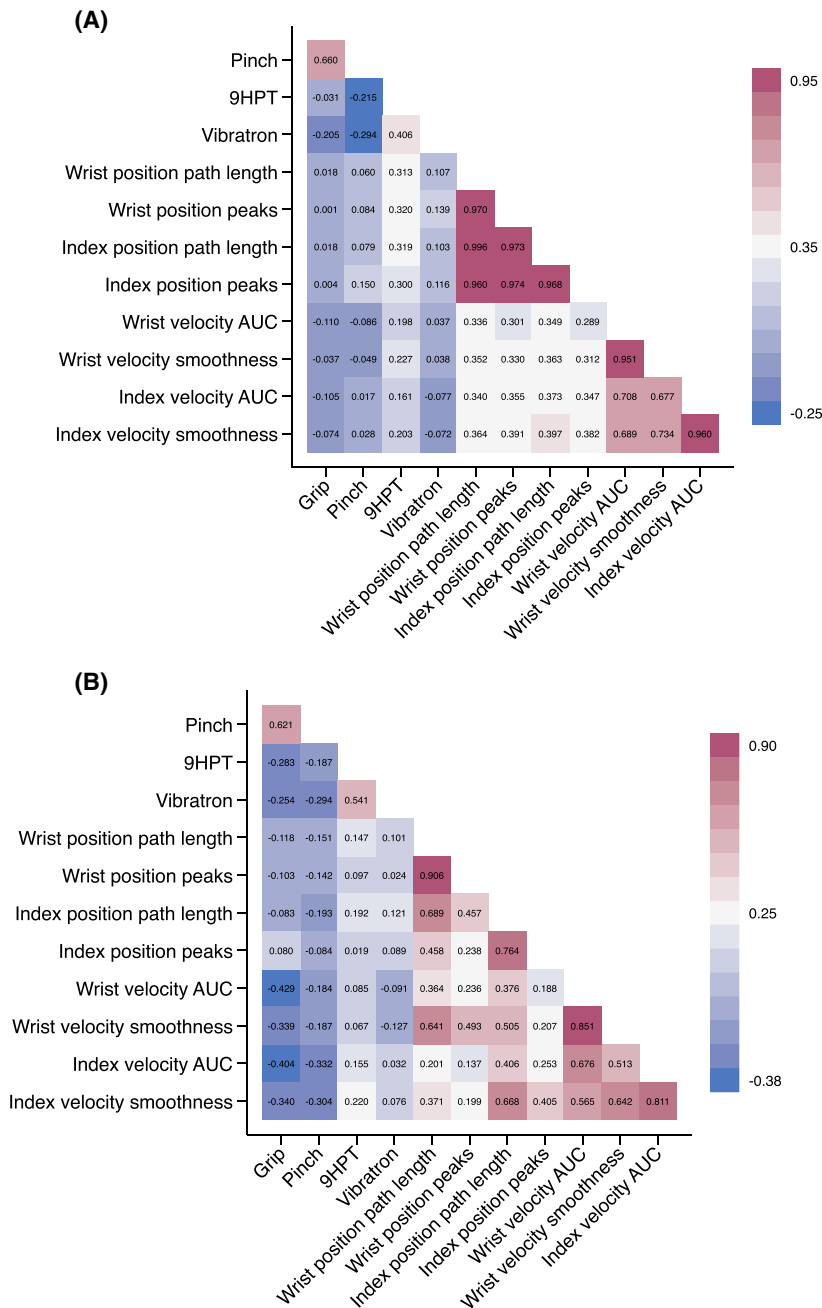 (A)
Pinch 0.660
9HPT -0.031 -0.215
Vibratron -0.205 -0.294 0.406
Wrist position path length 0.018 0.060 0.313 0.107
Wrist position peaks 0.001 0.084 0.320 0.139 0.970
Index position path length 0.018 0.079 0.319 0.103 0.996 0.973
Index position peaks 0.004 0.150 0.300 0.116 0.960 0.974 0.968
Wrist velocity AUC -0.110 -0.086 0.198 0.037 0.336 0.301 0.349 0.289
Wrist velocity smoothness -0.037 -0.049 0.227 0.038 0.352 0.330 0.363 0.312 0.951
Index velocity AUC -0.105 0.017 0.161 -0.077 0.340 0.355 0.373 0.347 0.708 0.677
Index velocity smoothness -0.074 0.028 0.203 -0.072 0.364 0.391 0.397 0.382 0.689 0.734 0.960
Grip
Pinch
9HPT
Vibratron
Wrist position path length
Wrist position peaks
Index position path length
Index position peaks
Wrist velocity AUC
Wrist velocity smoothness
Index velocity AUC
0.95
0.35
-0.25
(B)
Pinch 0.621
9HPT -0.283 -0.187
Vibratron -0.254 -0.294 0.541
Wrist position path length -0.118 -0.151 0.147 0.101
Wrist position peaks -0.103 -0.142 0.097 0.024 0.906
Index position path length -0.083 -0.193 0.192 0.121 0.689 0.457
Index position peaks 0.080 -0.084 0.019 0.089 0.458 0.238 0.764
Wrist velocity AUC -0.429 -0.184 0.085 -0.091 0.364 0.236 0.376 0.188
Wrist velocity smoothness -0.339 -0.187 0.067 -0.127 0.641 0.493 0.505 0.207 0.851
Index velocity AUC -0.404 -0.332 0.155 0.032 0.201 0.137 0.406 0.253 0.676 0.513
Index velocity smoothness -0.340 -0.304 0.220 0.076 0.371 0.199 0.668 0.405 0.565 0.642 0.811
Grip
Pinch
9HPT
Vibratron
Wrist position path length
Wrist position peaks
Index position path length
Index position peaks
Wrist velocity AUC
Wrist velocity smoothness
Index velocity AUC
0.90
0.25
-0.38